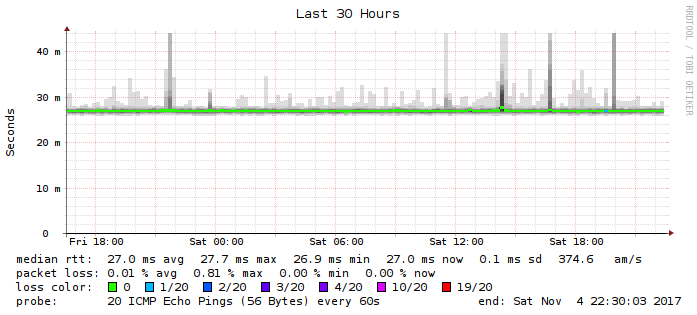 Last 30 Hours
RRDTOOL / TOBI OETIKER
Seconds
40 m
30 m
20 m
10 m
0
Fri 18:00 Sat 00:00 Sat 06:00 Sat 12:00 Sat 18:00
median rtt: 27.0 ms avg 27.7 ms max 26.9 ms min 27.0 ms now 0.1 ms sd 374.6 am/s
packet loss: 0.01 % avg 0.81 % max 0.00 % min 0.00 % now
loss color: 0 1/20 2/20 3/20 4/20 10/20 19/20
probe: 20 ICMP Echo Pings (56 Bytes) every 60s end: Sat Nov 4 22:30:03 2017